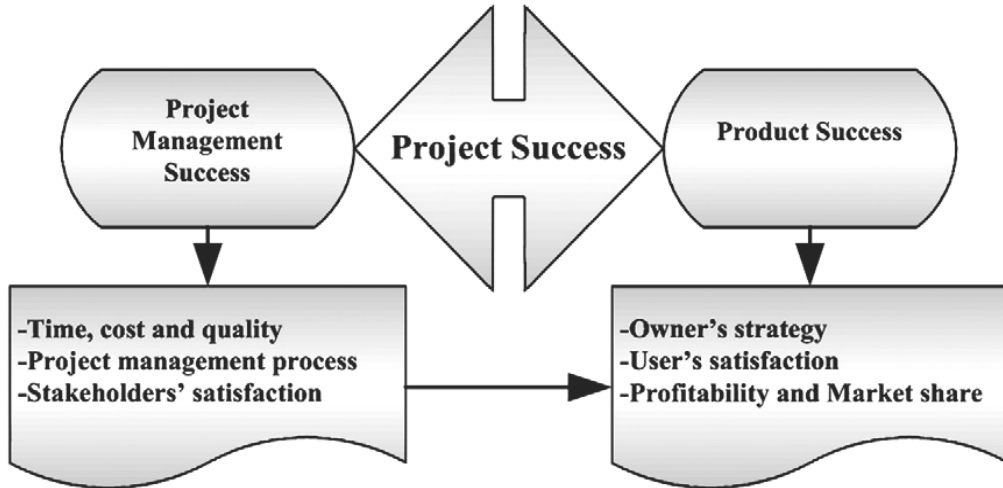 Project
Management
Success
Project Success
Product Success
-Time, cost and quality
-Project management process
-Stakeholders’ satisfaction
-Owner’s strategy
-User’s satisfaction
-Profitability and Market share